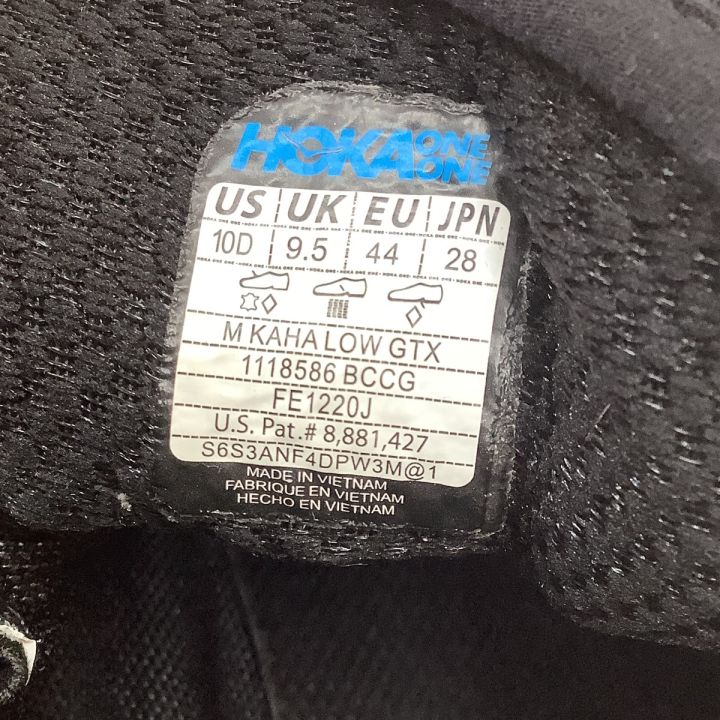 HOKA ONE ONE
US UK EU JPN
10D 9.5 44 28
M KAHA LOW GTX
1118586 BCCG
FE1220J
U.S. Pat.# 8,881,427
S6S3ANF4DPW3M@1
MADE IN VIETNAM
FABRIQUE EN VIETNAM
HECHO EN VIETNAM